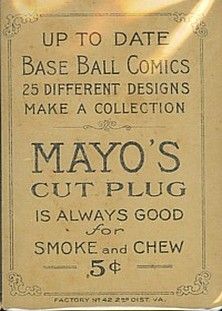 UP TO DATE
BASE BALL COMICS
25 DIFFERENT DESIGNS
MAKE A COLLECTION
MAYO'S
CUT PLUG
IS ALWAYS GOOD
for
SMOKE and CHEW
5¢
FACTORY NO 42 2ND DIST. VA.